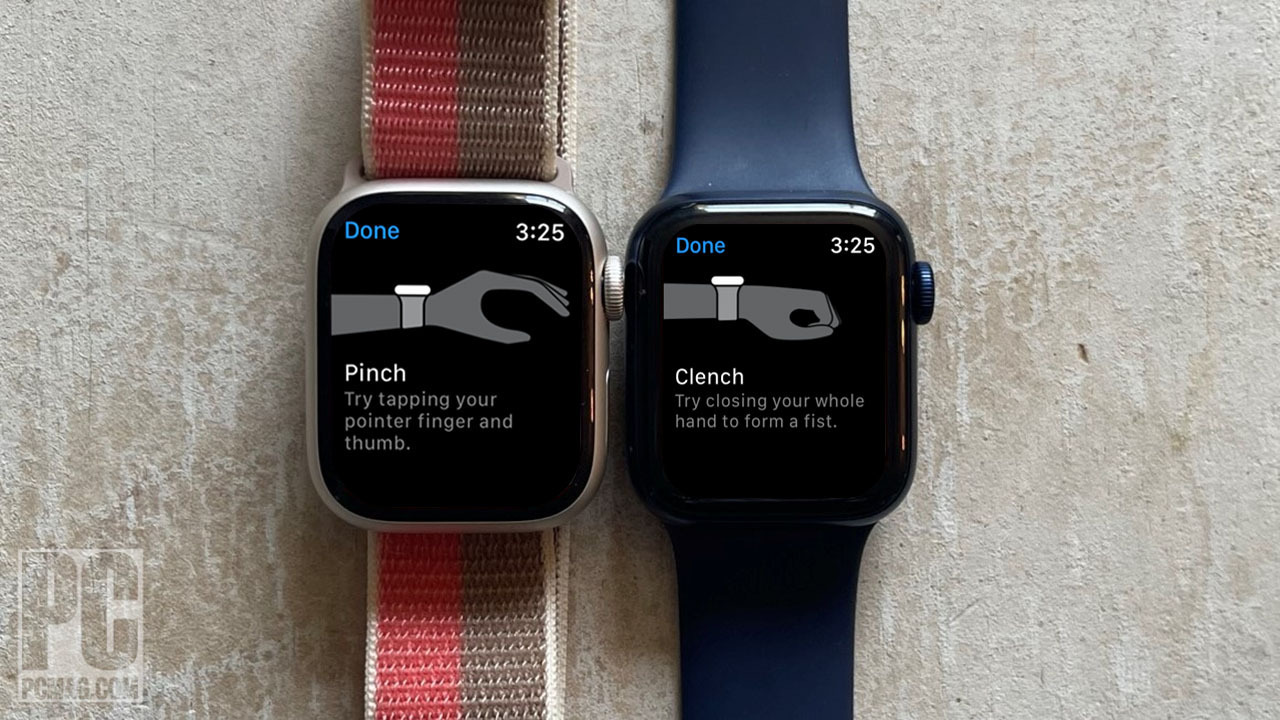 Done 3:25
Pinch
Try tapping your
pointer finger and
thumb.
Done 3:25
Clench
Try closing your whole
hand to form a fist.
PC
PCMAG.COM